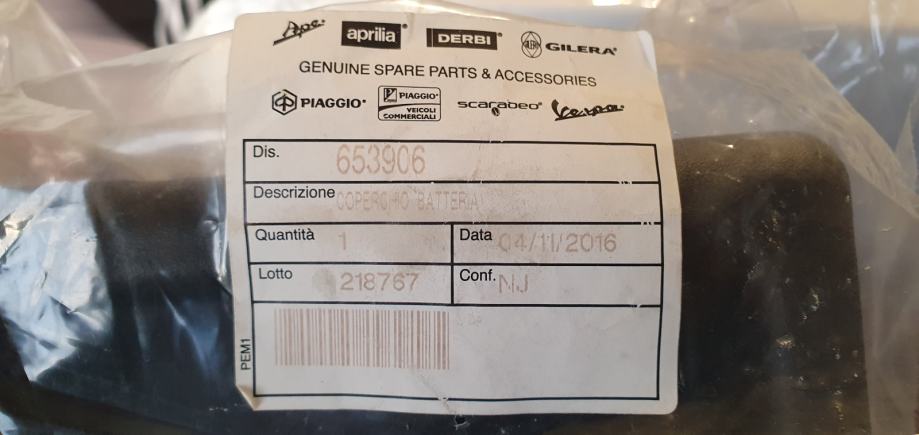 Ape
aprilia DERBI GILERA
GENUINE SPARE PARTS & ACCESSORIES
PIAGGIO PIAGGIO VEICOLI COMMERCIALI scarabeo Vespa
Dis. 653906
Descrizione COPERCHIO BATTERIA
Quantità 1 Data 04/11/2016
Lotto 218767 Conf. NJ
PEM1